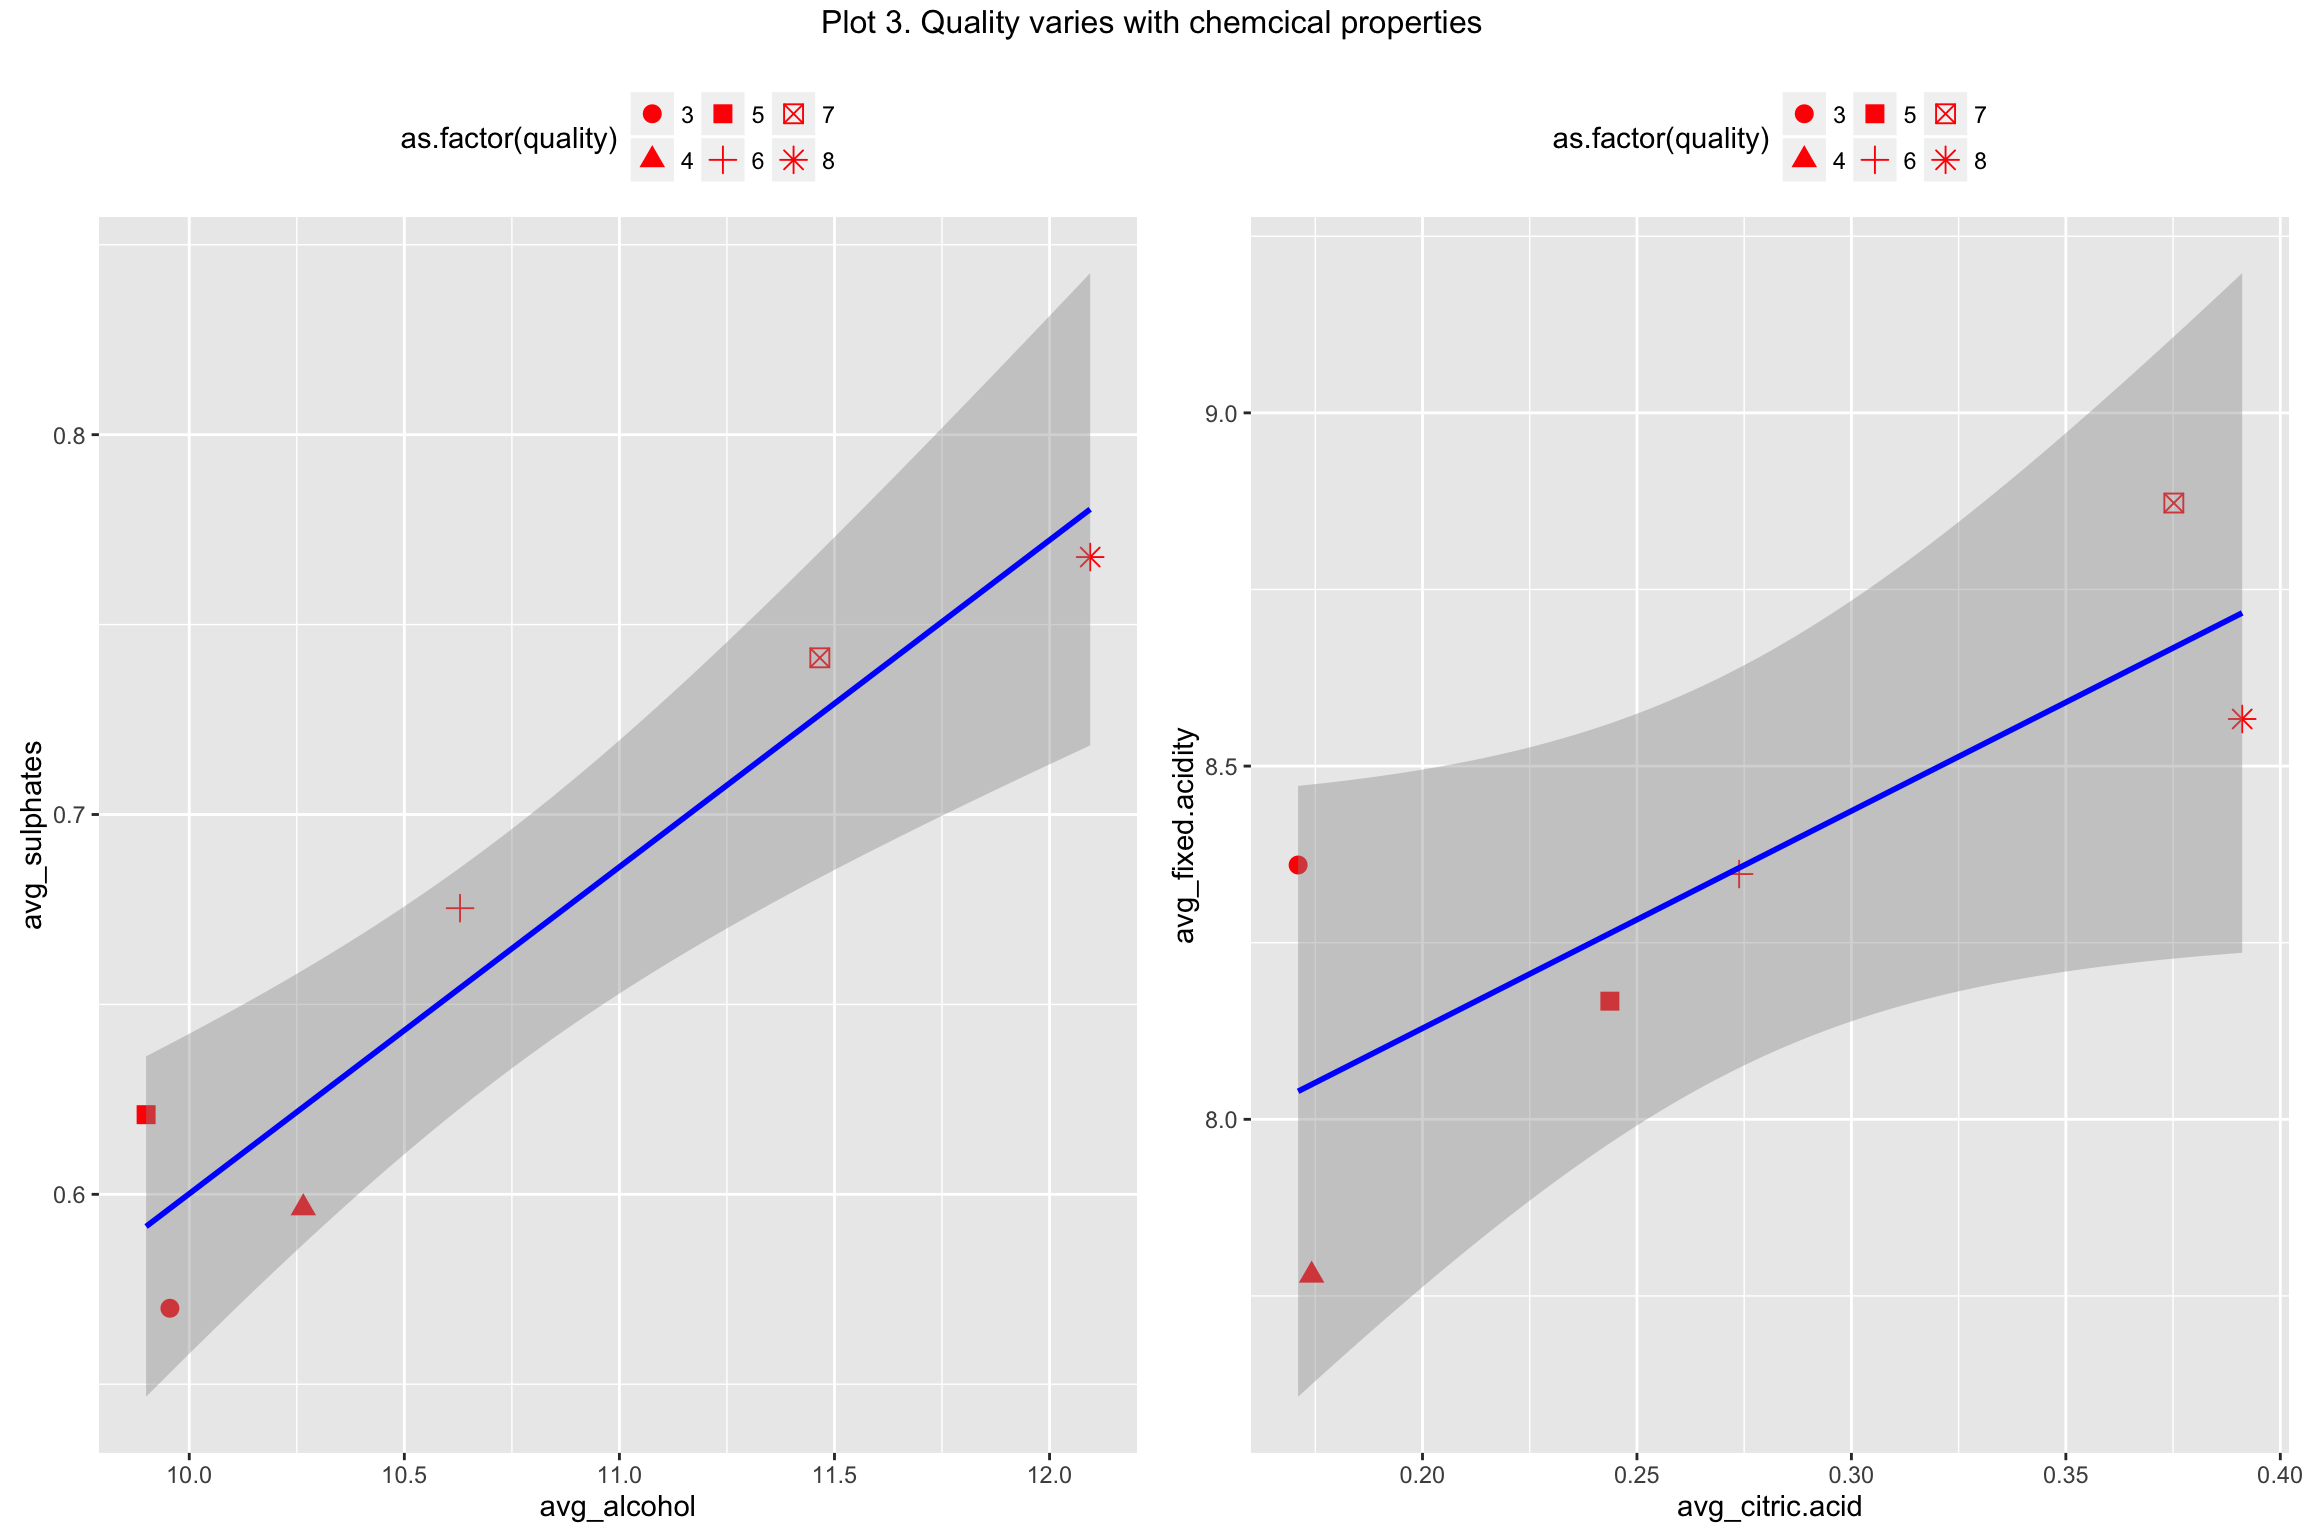 Plot 3. Quality varies with chemcical properties
as.factor(quality)
3 5 7
4 6 8
avg_sulphates
0.8
0.7
0.6
10.0 10.5 11.0 11.5 12.0
avg_alcohol
as.factor(quality)
3 5 7
4 6 8
avg_fixed.acidity
9.0
8.5
8.0
0.20 0.25 0.30 0.35 0.40
avg_citric.acid